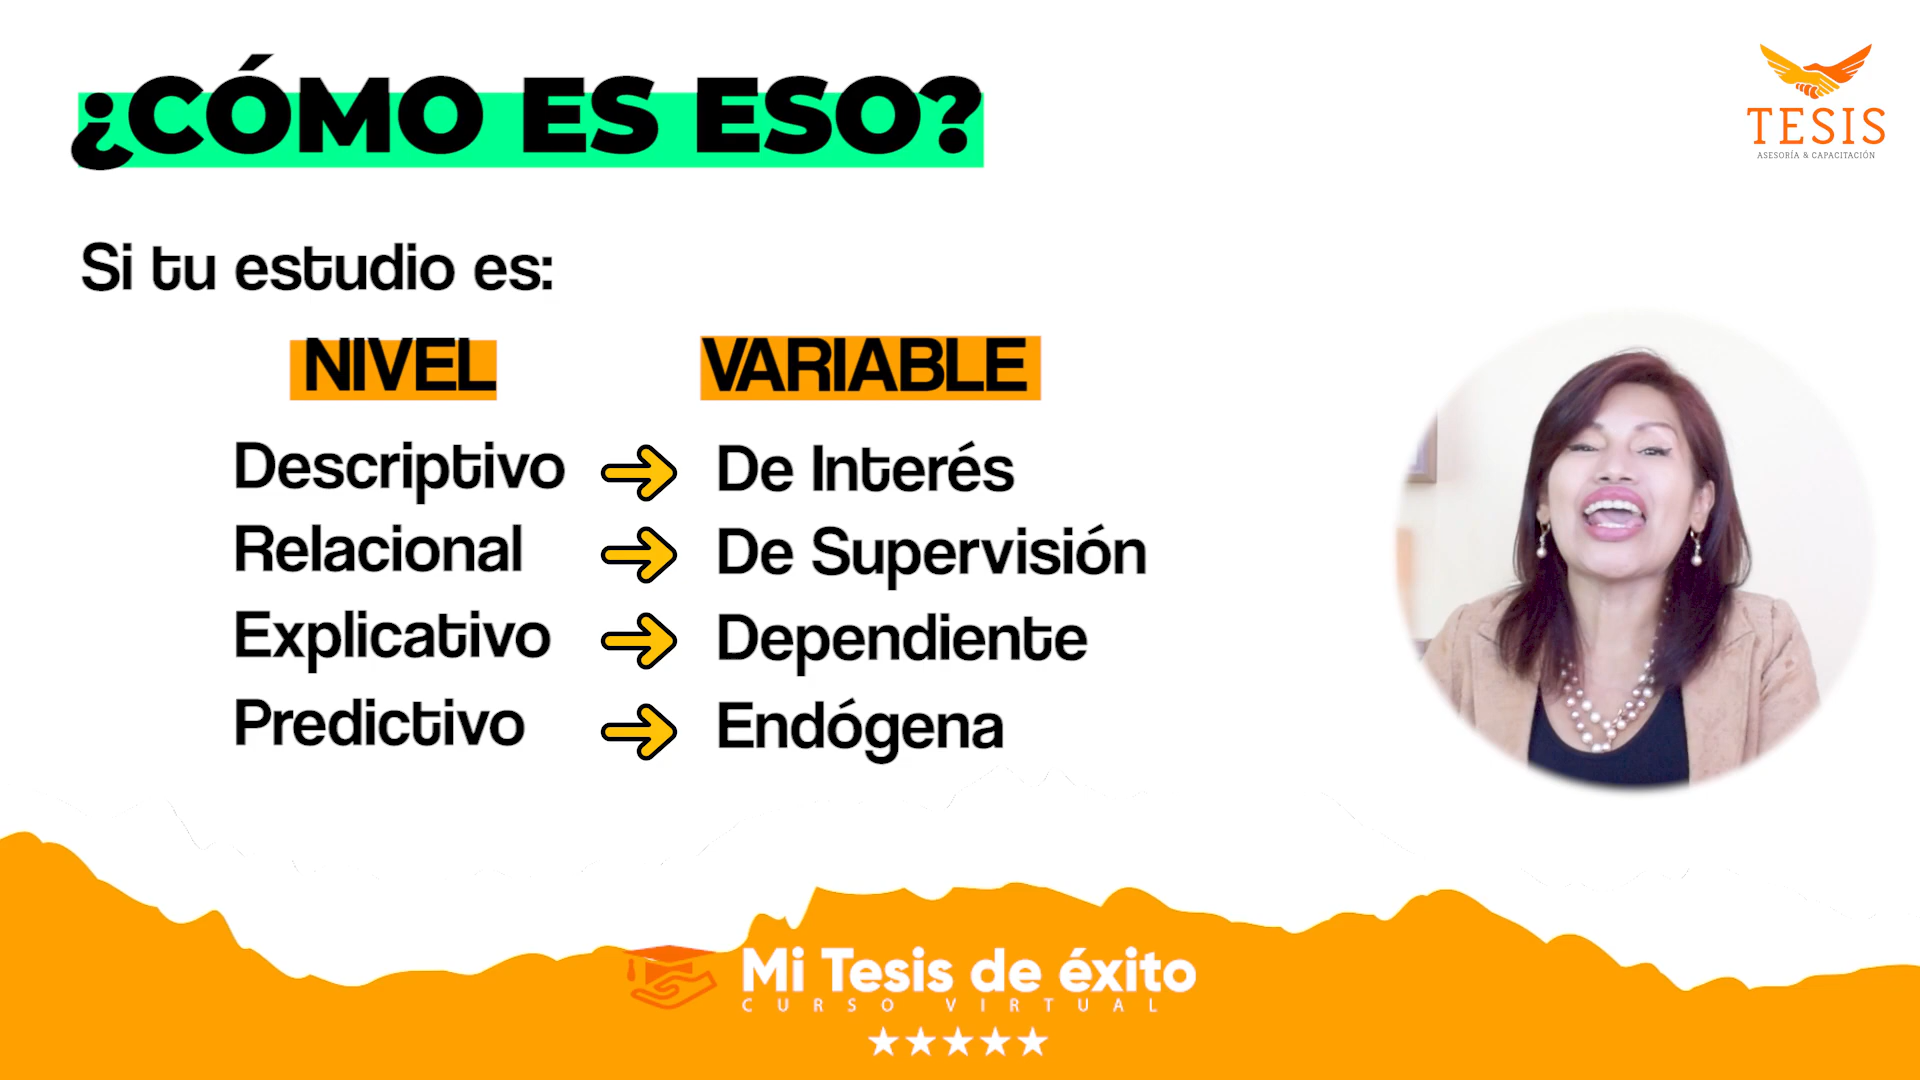 ¿CÓMO ES ESO?
TESIS
ASESORÍA & CAPACITACIÓN
Si tu estudio es:
NIVEL VARIABLE
Descriptivo De Interés
Relacional De Supervisión
Explicativo Dependiente
Predictivo Endógena
Mi Tesis de éxito
CURSO VIRTUAL